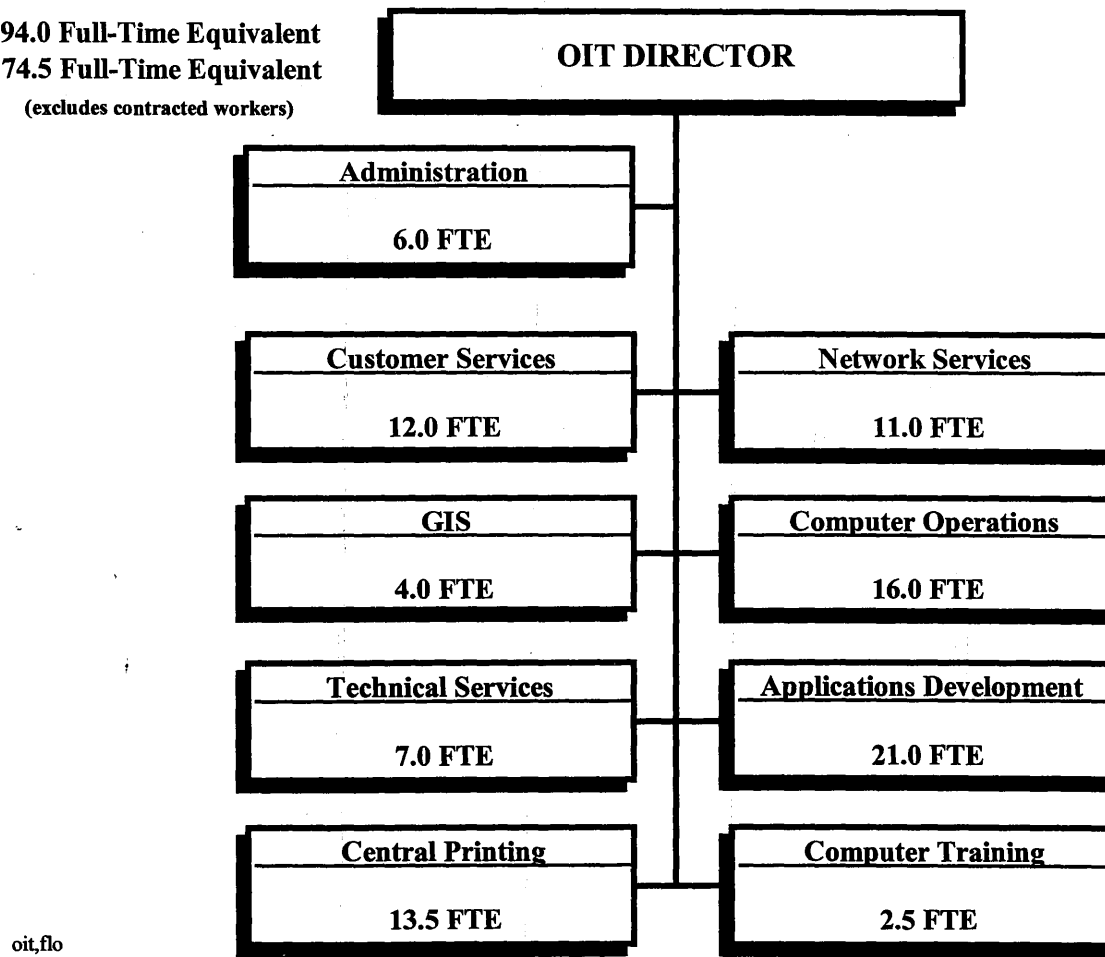 94.0 Full-Time Equivalent
74.5 Full-Time Equivalent
(excludes contracted workers)
OIT DIRECTOR
Administration
6.0 FTE
Customer Services
12.0 FTE
Network Services
11.0 FTE
GIS
4.0 FTE
Computer Operations
16.0 FTE
Technical Services
7.0 FTE
Applications Development
21.0 FTE
Central Printing
13.5 FTE
Computer Training
2.5 FTE
oit,flo